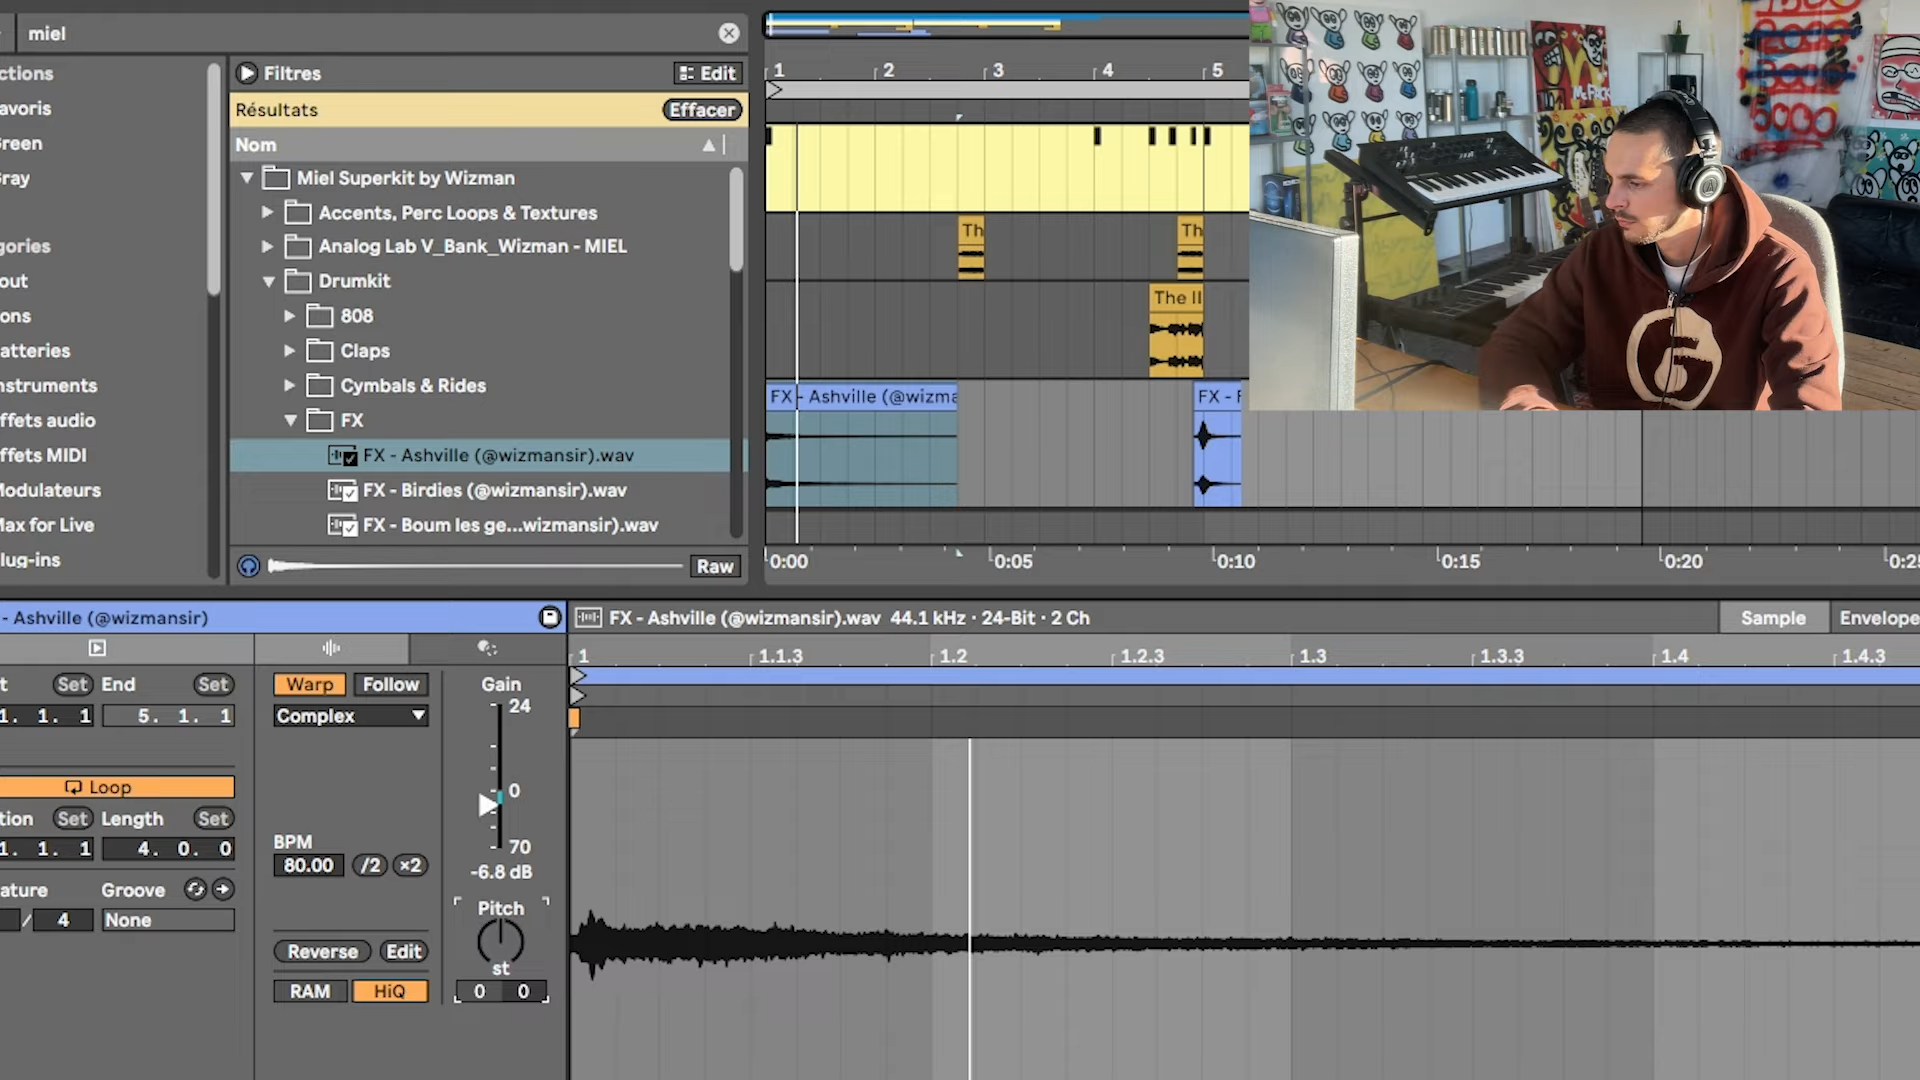 miel
ctions
avoris
Green
Gray
gories
out
ons
atteries
nstruments
ffets audio
ffets MIDI
Modulateurs
Max for Live
lug-ins
Filtres
Edit
Résultats
Effacer
Nom
Miel Superkit by Wizman
Accents, Perc Loops & Textures
Analog Lab V_Bank_Wizman - MIEL
Drumkit
808
Claps
Cymbals & Rides
FX
FX - Ashville (@wizmansir).wav
FX - Birdies (@wizmansir).wav
FX - Boum les ge...wizmansir).wav
Raw
1 2 3 4 5
Th
Th
The II
FX - Ashville (@wizma
FX - F
0:00 0:05 0:10 0:15 0:20 0:25
- Ashville (@wizmansir)
FX - Ashville (@wizmansir).wav 44.1 kHz · 24-Bit · 2 Ch
Sample
Envelope
1 1.1.3 1.2 1.2.3 1.3 1.3.3 1.4 1.4.3
t Set End Set
1. 1. 1 5. 1. 1
Loop
tion Set Length Set
1. 1. 1 4. 0. 0
ature Groove
/ 4 None
Warp Follow
Complex
BPM
80.00 /2 ×2
Reverse Edit
RAM HiQ
Gain
24
0
70
-6.8 dB
Pitch
st
0 0